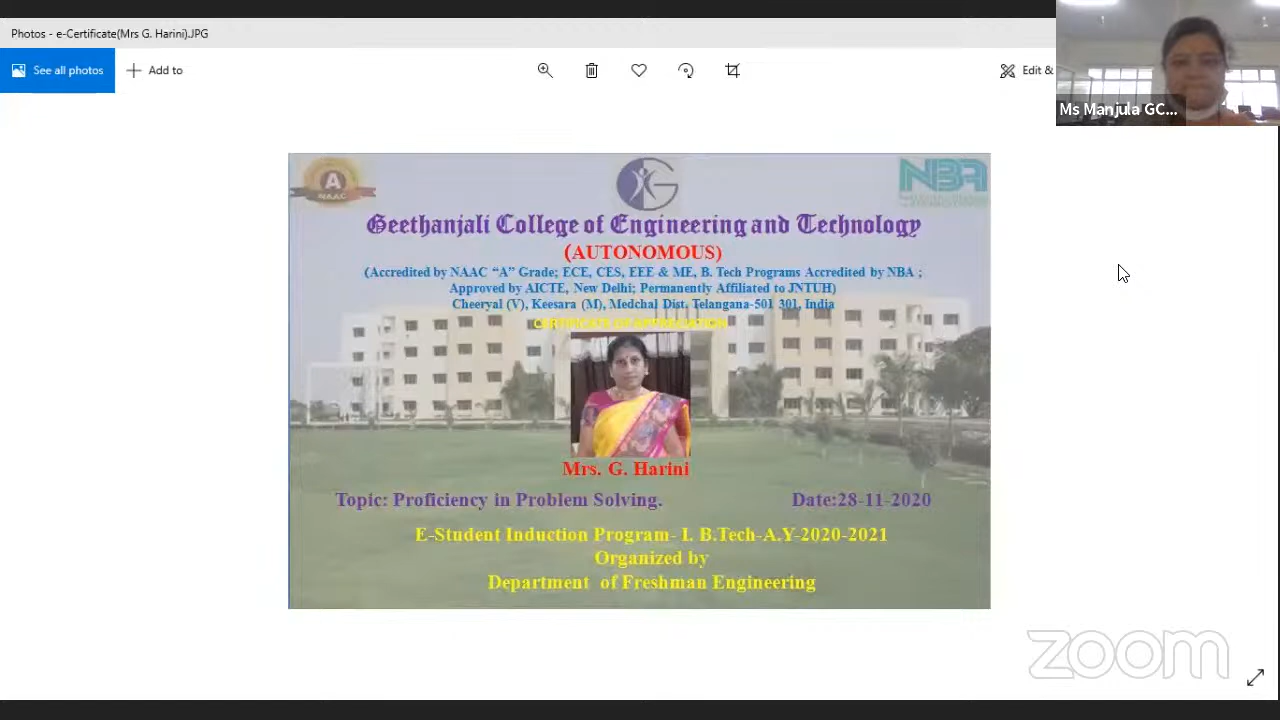 Photos - e-Certificate(Mrs G. Harini).JPG
See all photos
Add to
Edit &
Ms Manjula GC...
A
NAAC
G
NBA
Geethanjali College of Engineering and Technology
(AUTONOMOUS)
(Accredited by NAAC “A” Grade; ECE, CES, EEE & ME, B. Tech Programs Accredited by NBA ;
Approved by AICTE, New Delhi; Permanently Affiliated to JNTUH)
Cheeryal (V), Keesara (M), Medchal Dist. Telangana-501 301, India
CERTIFICATE OF APPRECIATION
Mrs. G. Harini
Topic: Proficiency in Problem Solving.
Date:28-11-2020
E-Student Induction Program- I. B.Tech-A.Y-2020-2021
Organized by
Department of Freshman Engineering
zoom